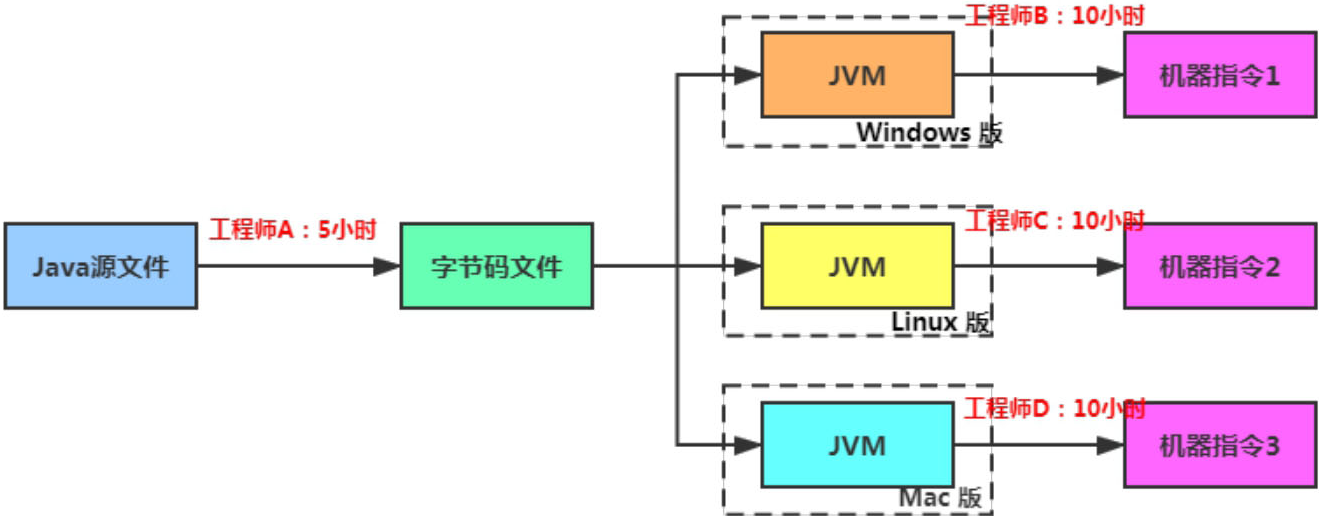 工程师B：10小时
JVM
机器指令1
Windows 版
工程师A：5小时
Java源文件
字节码文件
工程师C：10小时
JVM
机器指令2
Linux 版
工程师D：10小时
JVM
机器指令3
Mac 版